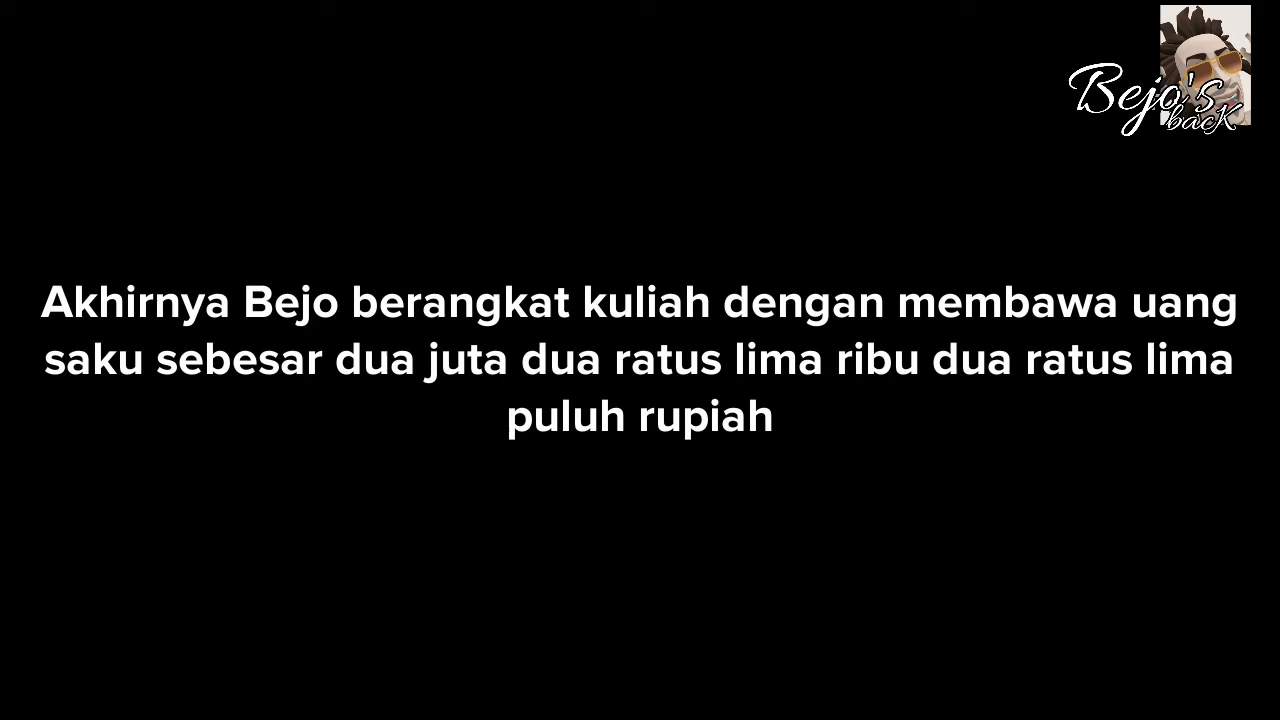 Bejo's
back
Akhirnya Bejo berangkat kuliah dengan membawa uang
saku sebesar dua juta dua ratus lima ribu dua ratus lima
puluh rupiah